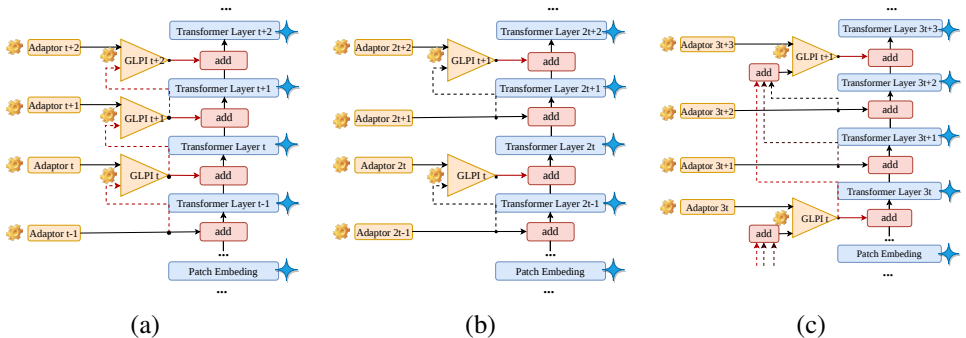 ...
Transformer Layer t+2
Adaptor t+2
GLPI t+2
add
Transformer Layer t+1
Adaptor t+1
GLPI t+1
add
Transformer Layer t
Adaptor t
GLPI t
add
Transformer Layer t-1
Adaptor t-1
add
...
Patch Embeding
...
(a)
...
Transformer Layer 2t+2
Adaptor 2t+2
GLPI t+1
add
Transformer Layer 2t+1
Adaptor 2t+1
add
Transformer Layer 2t
Adaptor 2t
GLPI t
add
Transformer Layer 2t-1
Adaptor 2t-1
add
...
Patch Embeding
...
(b)
...
Transformer Layer 3t+3
Adaptor 3t+3
GLPI t+1
add
add
Transformer Layer 3t+2
Adaptor 3t+2
add
Transformer Layer 3t+1
Adaptor 3t+1
add
Transformer Layer 3t
Adaptor 3t
GLPI t
add
add
...
Patch Embeding
...
(c)